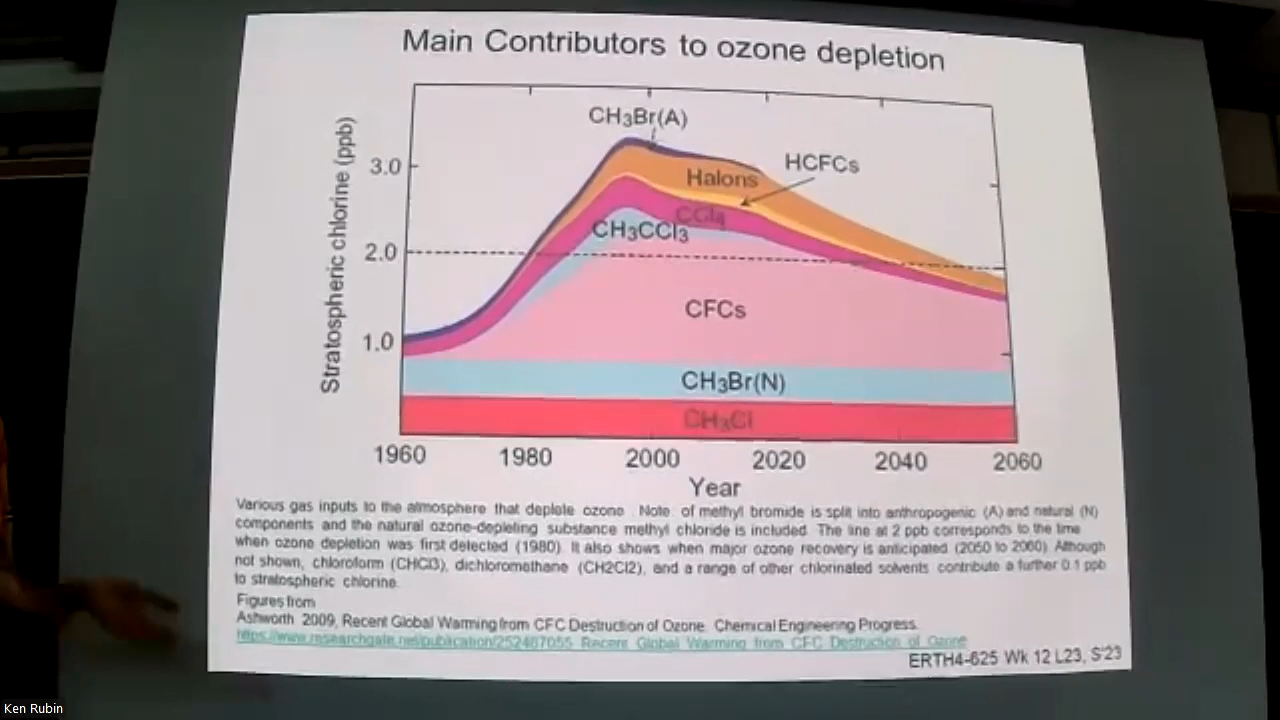 Main Contributors to ozone depletion
CH3Br(A)
HCFCs
Halons
CCl4
CH3CCl3
CFCs
CH3Br(N)
CH3Cl
Stratospheric chlorine (ppb)
3.0
2.0
1.0
1960 1980 2000 2020 2040 2060
Year
Various gas inputs to the atmosphere that deplete ozone. Note of methyl bromide is split into anthropogenic (A) and natural (N)
components and the natural ozone-depleting substance methyl chloride is included. The line at 2 ppb corresponds to the time
when ozone depletion was first detected (1980). It also shows when major ozone recovery is anticipated (2050 to 2060). Although
not shown, chloroform (CHCl3), dichloromethane (CH2Cl2), and a range of other chlorinated solvents contribute a further 0.1 ppb
to stratospheric chlorine.
Figures from
Ashworth 2009, Recent Global Warming from CFC Destruction of Ozone. Chemical Engineering Progress.
https://www.researchgate.net/publication/252487055_Recent_Global_Warming_from_CFC_Destruction_of_Ozone
ERTH4-625 Wk 12 L23, S'23
Ken Rubin